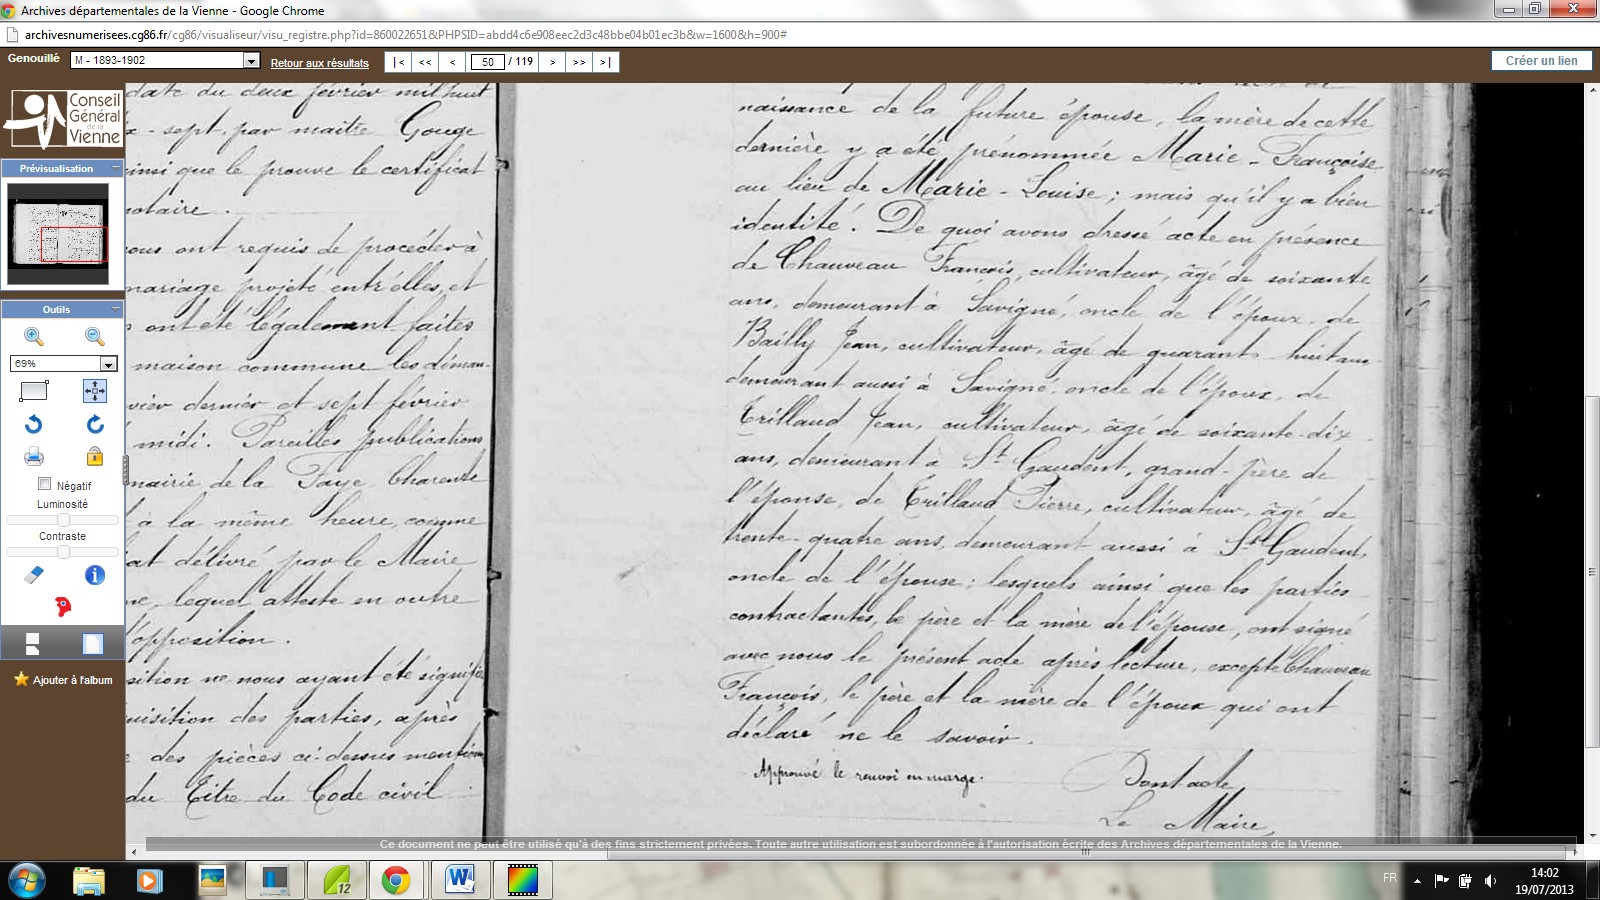 Archives départementales de la Vienne - Google Chrome
archivesnumerisees.cg86.fr/cg86/visualiseur/visu_registre.php?id=860022651&PHPSID=abdd4c6e908eec2d3c48bbe04b01ec3b&w=1600&h=900#
Genouillé
M - 1893-1902
Retour aux résultats
|< << < 50 / 119 > >> >|
Créer un lien
Conseil
Général
de la
Vienne
Prévisualisation
Outils
69%
Négatif
Luminosité
Contraste
Ajouter à l'album
date du deux février mil huit
- sept, par maître Gouge
ainsi que le prouve le certificat
notaire.
nous ont requis de procéder à
mariage projeté entr'elles, et
ont été légalement faites
maison commune les diman-
vier dernier et sept février
midi. Pareilles publications
mairie de la Faye, Charente
à la même heure, comme
cat délivré par le Maire
ne, lequel atteste en outre
d'opposition.
sition ne nous ayant été signifiée
uisition des parties, après
des pièces ci-dessus mention
du Titre du Code civil
naissance de la future épouse, la mère de cette
dernière y a été prénommée Marie-Françoise
au lieu de Marie-Louise; mais qu'il y a bien
identité. De quoi avons dressé acte en présence
de Chauveau François, cultivateur, âgé de soixante
ans, demeurant à Savigné, oncle de l'époux, de
Bailly Jean, cultivateur, âgé de quarante-huit ans
demeurant aussi à Savigné, oncle de l'époux, de
Trillaud Jean, cultivateur, âgé de soixante-dix
ans, demeurant à St Gaudent, grand-père de
l'épouse, de Trillaud Pierre, cultivateur, âgé de
trente-quatre ans, demeurant aussi à St Gaudent,
oncle de l'épouse; lesquels ainsi que les parties
contractantes, le père et la mère de l'épouse, ont signé
avec nous le présent acte après lecture, excepté Chauveau
François, le père et la mère de l'époux qui ont
déclaré ne le savoir.
Approuvé le renvoi en marge.
Dont acte
Le Maire,
Ce document ne peut être utilisé qu'à des fins strictement privées. Toute autre utilisation est subordonnée à l'autorisation écrite des Archives départementales de la Vienne.
12
FR
14:02
19/07/2013